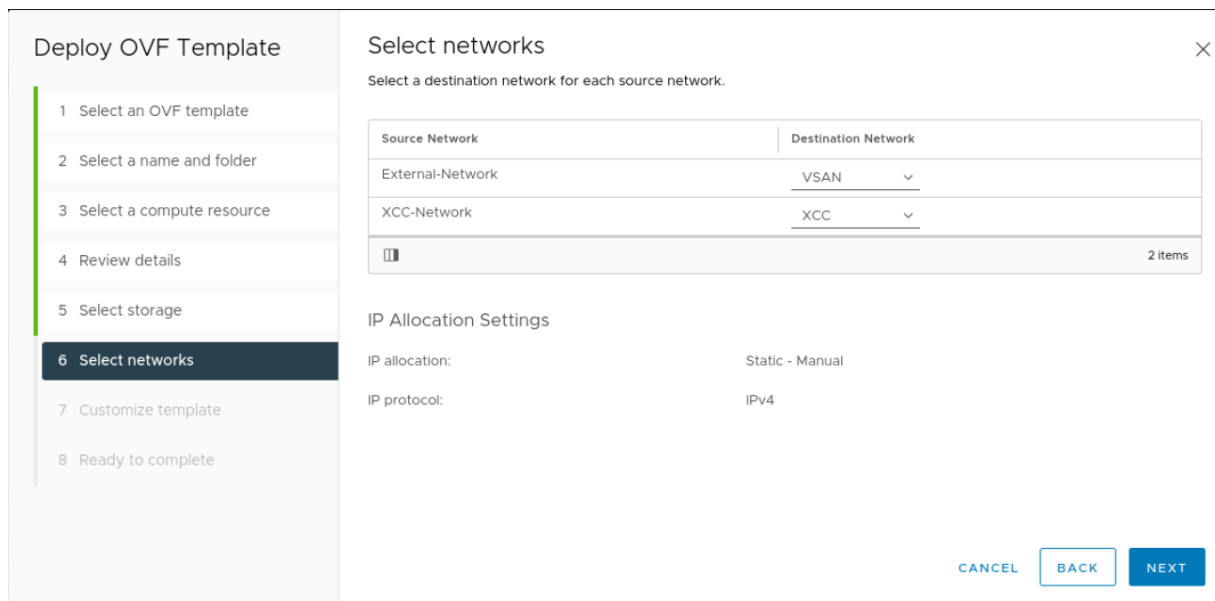 Deploy OVF Template
1 Select an OVF template
2 Select a name and folder
3 Select a compute resource
4 Review details
5 Select storage
6 Select networks
7 Customize template
8 Ready to complete
Select networks
Select a destination network for each source network.
Source Network Destination Network
External-Network VSAN
XCC-Network XCC
2 items
IP Allocation Settings
IP allocation: Static - Manual
IP protocol: IPv4
CANCEL BACK NEXT